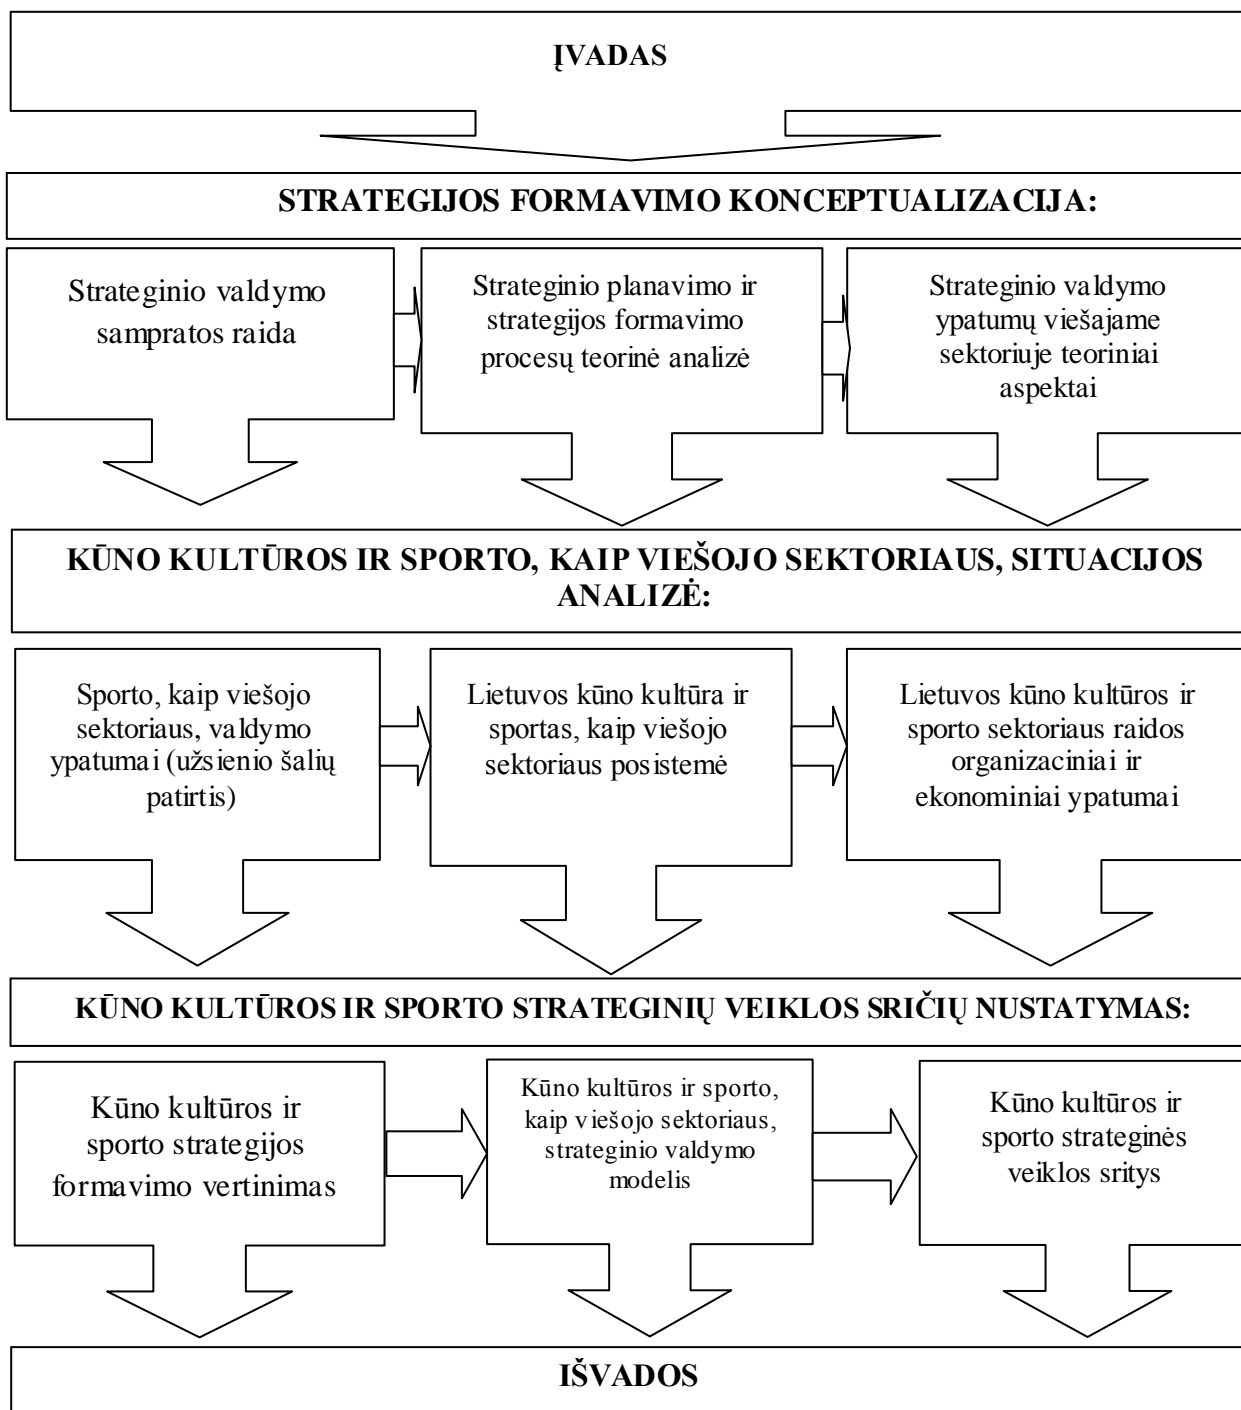 ĮVADAS
STRATEGIJOS FORMAVIMO KONCEPTUALIZACIJA:
Strateginio valdymo
sampratos raida
Strateginio planavimo ir
strategijos formavimo
procesų teorinė analizė
Strateginio valdymo
ypatumų viešajame
sektoriuje teoriniai
aspektai
KŪNO KULTŪROS IR SPORTO, KAIP VIEŠOJO SEKTORIAUS, SITUACIJOS
ANALIZĖ:
Sporto, kaip viešojo
sektoriaus, valdymo
ypatumai (užsienio šalių
patirtis)
Lietuvos kūno kultūra ir
sportas, kaip viešojo
sektoriaus posistemė
Lietuvos kūno kultūros ir
sporto sektoriaus raidos
organizaciniai ir
ekonominiai ypatumai
KŪNO KULTŪROS IR SPORTO STRATEGINIŲ VEIKLOS SRIČIŲ NUSTATYMAS:
Kūno kultūros ir
sporto strategijos
formavimo vertinimas
Kūno kultūros ir sporto,
kaip viešojo sektoriaus,
strateginio valdymo
modelis
Kūno kultūros ir
sporto strateginės
veiklos sritys
IŠVADOS